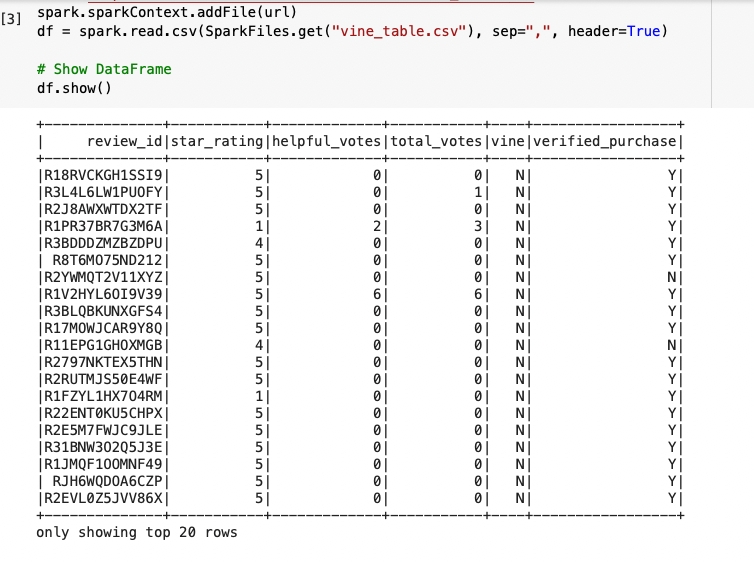 [3] spark.sparkContext.addFile(url)
df = spark.read.csv(SparkFiles.get("vine_table.csv"), sep=",", header=True)
# Show DataFrame
df.show()
+--------------+-----------+-------------+-----------+----+-----------------+
|     review_id|star_rating|helpful_votes|total_votes|vine|verified_purchase|
+--------------+-----------+-------------+-----------+----+-----------------+
|R18RVCKGH1SSI9|          5|            0|          0|   N|                Y|
|R3L4L6LW1PUOFY|          5|            0|          1|   N|                Y|
|R2J8AWXWTDX2TF|          5|            0|          0|   N|                Y|
|R1PR37BR7G3M6A|          1|            2|          3|   N|                Y|
|R3BDDDZMZBZDPU|          4|            0|          0|   N|                Y|
| R8T6MO75ND212|          5|            0|          0|   N|                Y|
|R2YWMQT2V11XYZ|          5|            0|          0|   N|                N|
|R1V2HYL6OI9V39|          5|            6|          6|   N|                Y|
|R3BLQBKUNXGFS4|          5|            0|          0|   N|                Y|
|R17MOWJCAR9Y8Q|          5|            0|          0|   N|                Y|
|R11EPG1GHOXMGB|          4|            0|          0|   N|                N|
|R2797NKTEX5THN|          5|            0|          0|   N|                Y|
|R2RUTMJS50E4WF|          5|            0|          0|   N|                Y|
|R1FZYL1HX7O4RM|          1|            0|          0|   N|                Y|
|R22ENT0KU5CHPX|          5|            0|          0|   N|                Y|
|R2E5M7FWJC9JLE|          5|            0|          0|   N|                Y|
|R31BNW3O2Q5J3E|          5|            0|          0|   N|                Y|
|R1JMQF1OOMNF49|          5|            0|          0|   N|                Y|
| RJH6WQDOA6CZP|          5|            0|          0|   N|                Y|
|R2EVL0Z5JVV86X|          5|            0|          0|   N|                Y|
+--------------+-----------+-------------+-----------+----+-----------------+
only showing top 20 rows